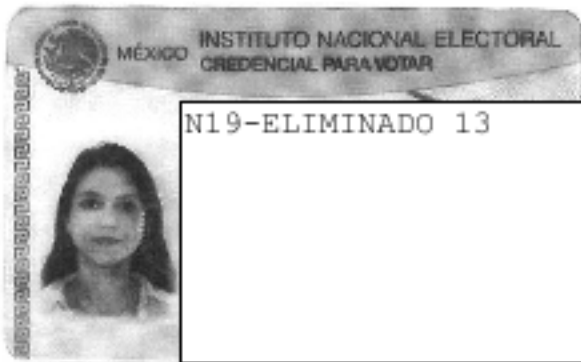 MÉXICO INSTITUTO NACIONAL ELECTORAL
CREDENCIAL PARA VOTAR
N19-ELIMINADO 13